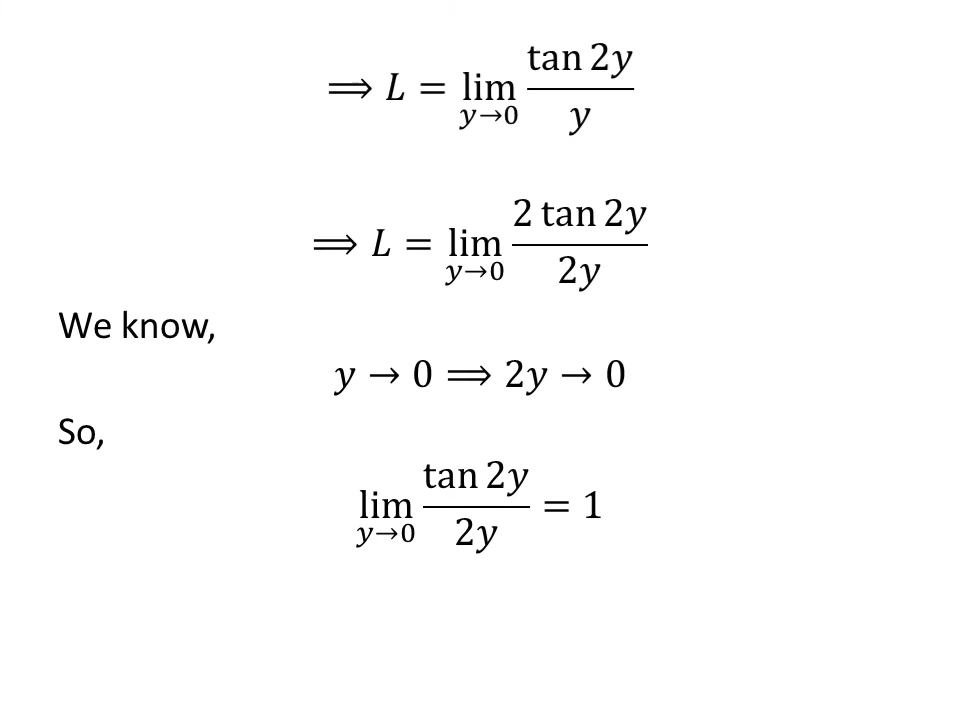 ⟹ L = lim_{y→0} tan 2y / y
⟹ L = lim_{y→0} 2 tan 2y / 2y
We know,
y → 0 ⟹ 2y → 0
So,
lim_{y→0} tan 2y / 2y = 1